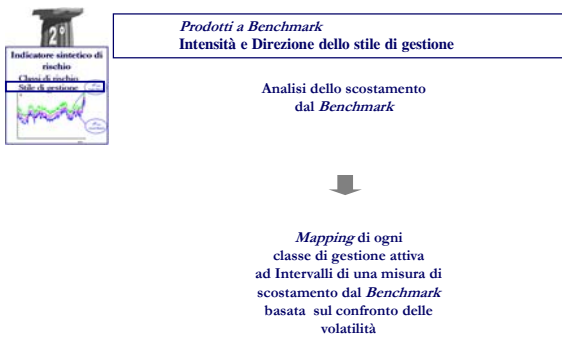 2°
Indicatore sintetico di
rischio
Classi di rischio
Stile di gestione
Prodotti a Benchmark
Intensità e Direzione dello stile di gestione
Analisi dello scostamento
dal Benchmark
Mapping di ogni
classe di gestione attiva
ad Intervalli di una misura di
scostamento dal Benchmark
basata sul confronto delle
volatilità